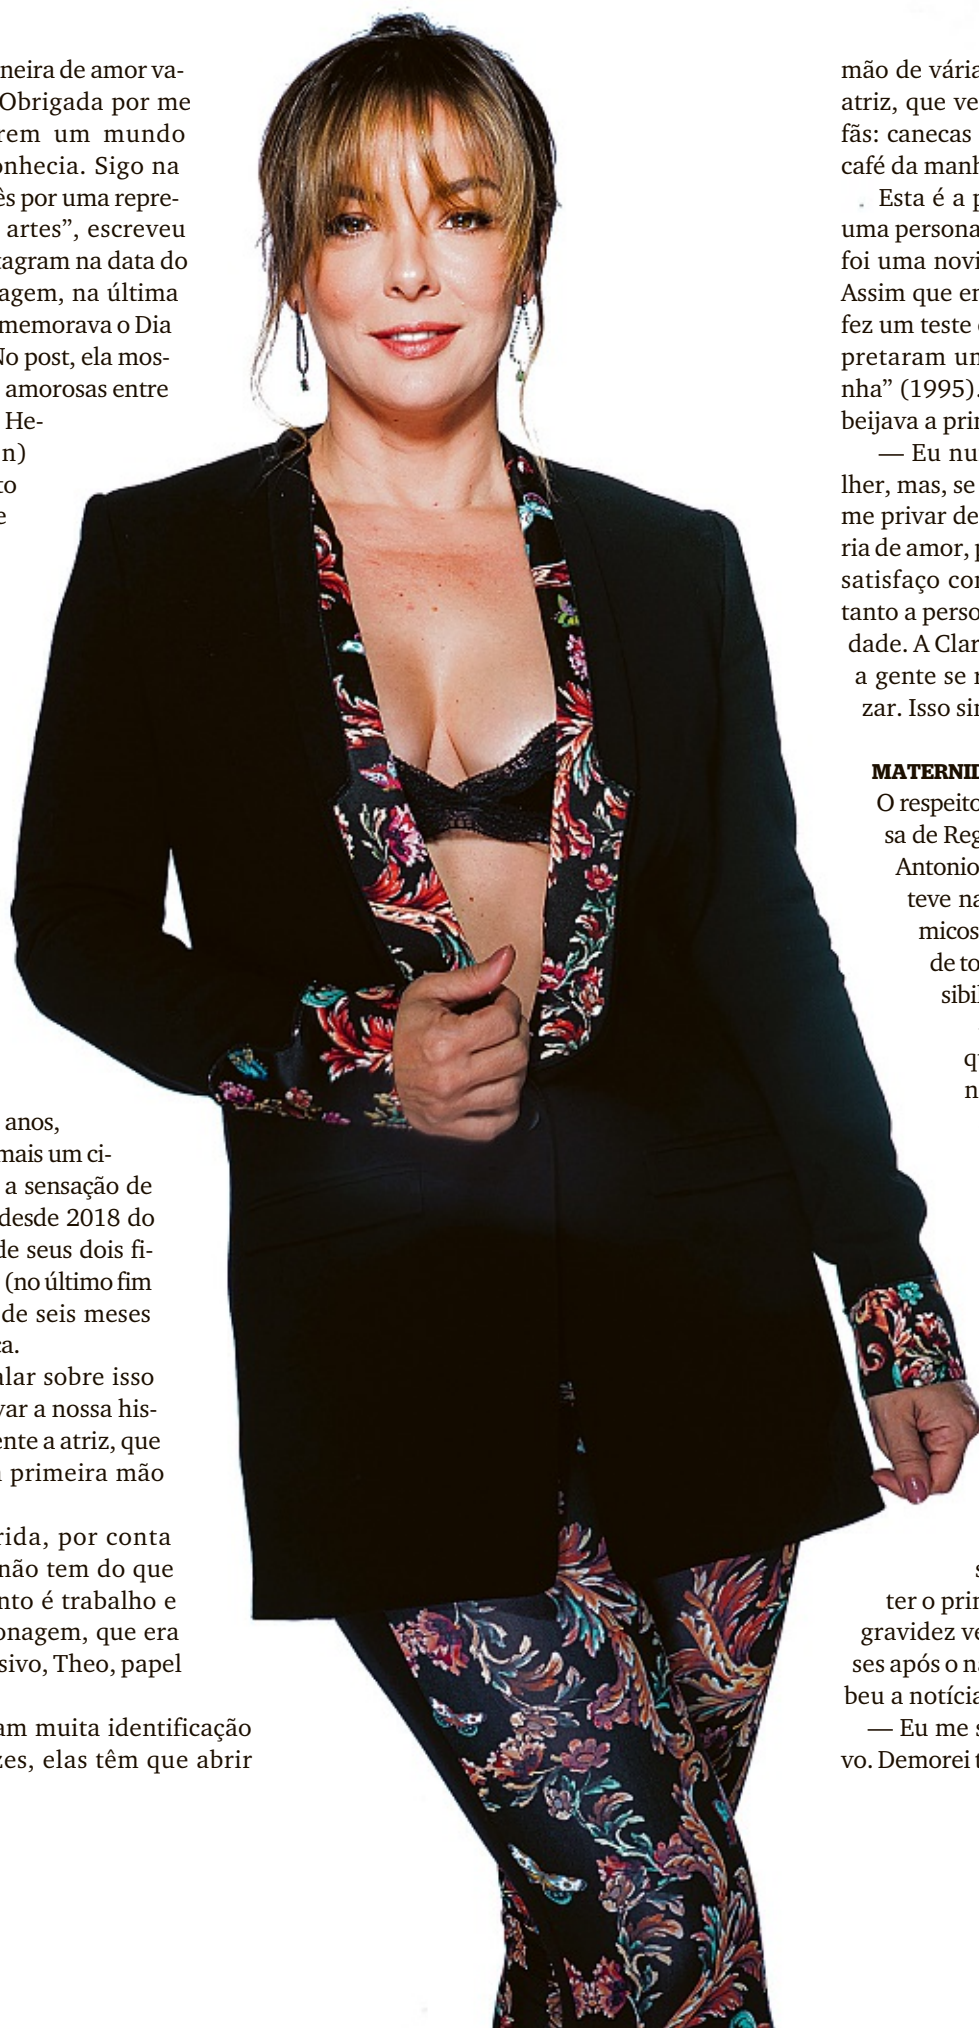 neira de amor va-
Obrigada por me
rem um mundo
onhecia. Sigo na
ês por uma repre-
artes”, escreveu
tagram na data do
agem, na última
memorava o Dia
No post, ela mos-
amorosas entre
He-
n)
to
e
anos,
mais um ci-
a sensação de
desde 2018 do
de seus dois fi-
(no último fim
de seis meses
ca.
alar sobre isso
var a nossa his-
ente a atriz, que
primeira mão
rida, por conta
não tem do que
nto é trabalho e
onagem, que era
sivo, Theo, papel
am muita identificação
zes, elas têm que abrir
mão de vária
atriz, que ve
fãs: canecas
café da manh
Esta é a p
uma persona
foi uma novi
Assim que en
fez um teste
pretaram un
nha” (1995).
beijava a prin
— Eu nu
lher, mas, se
me privar de
ria de amor, p
satisfaço con
tanto a perso
dade. A Clar
a gente se r
zar. Isso sin
MATERNID
O respeito
sa de Reg
Antonio
teve na
micos
de to
sibil
qu
n
s
ter o prin
gravidez ve
ses após o na
beu a notícia
— Eu me s
vo. Demorei t